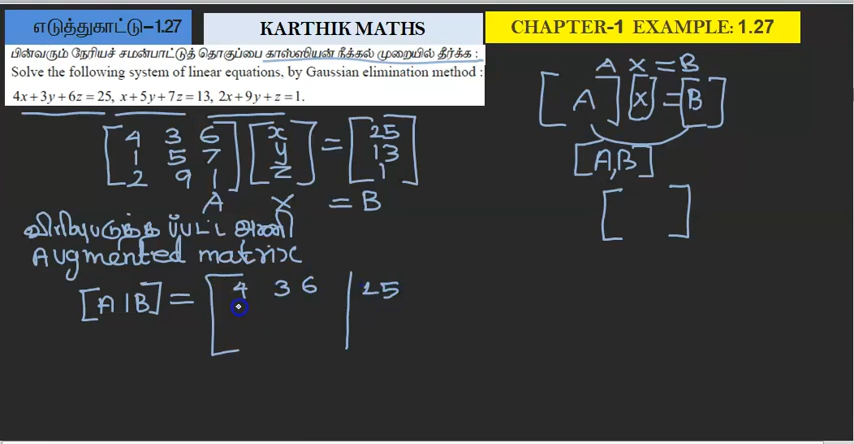 எடுத்துகாட்டு–1.27
KARTHIK MATHS
CHAPTER-1 EXAMPLE: 1.27
பின்வரும் நேரியச் சமன்பாட்டுத் தொகுப்பை காஸ்ஸியன் நீக்கல் முறையில் தீர்க்க :
Solve the following system of linear equations, by Gaussian elimination method :
4x+3y+6z=25, x+5y+7z=13, 2x+9y+z=1.
A X = B
[A] [X] = [B]
[A,B]
[ ]
4 3 6 x 25
1 5 7 y = 13
2 9 1 z 1
A X = B
விரிவுபடுத்தப்பட்ட அணி
Augmented matrix
[A|B] = [ 4 3 6 | 25